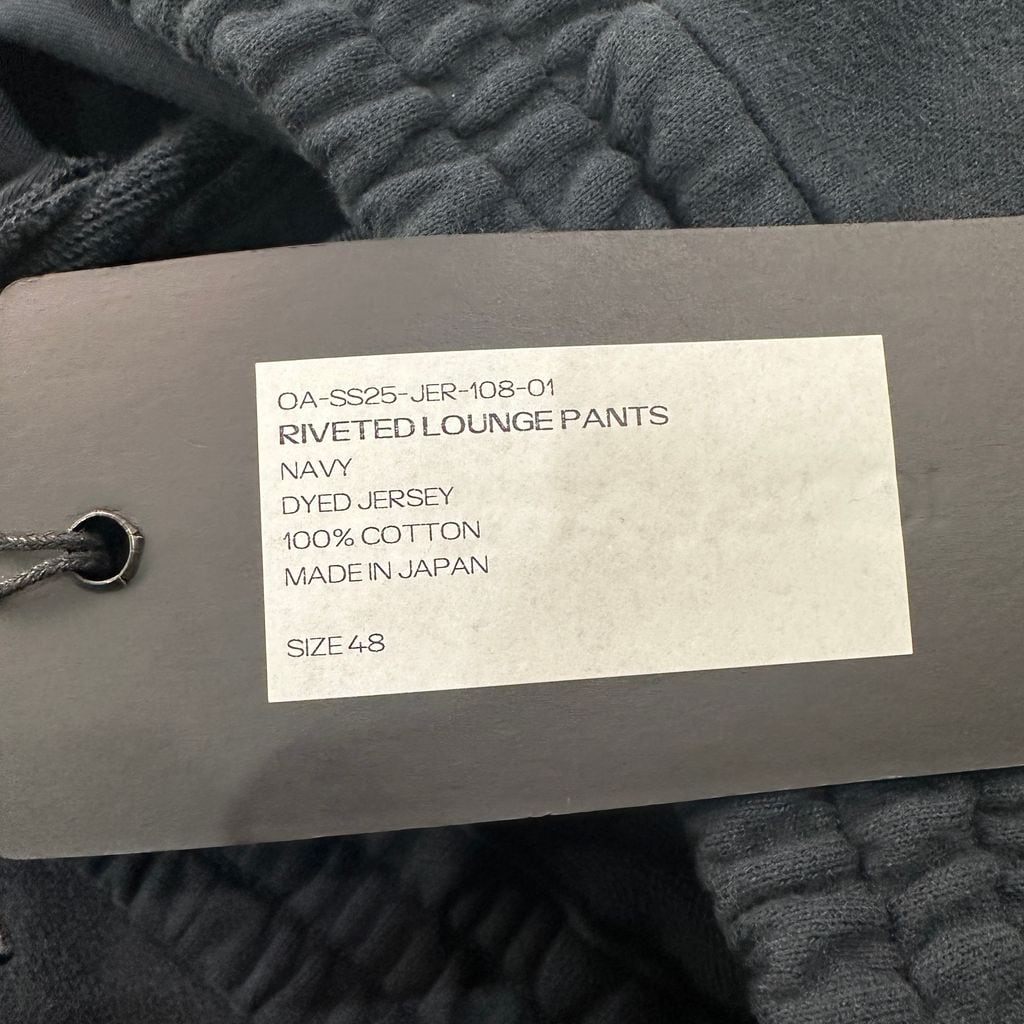 OA-SS25-JER-108-01
RIVETED LOUNGE PANTS
NAVY
DYED JERSEY
100% COTTON
MADE IN JAPAN
SIZE 48